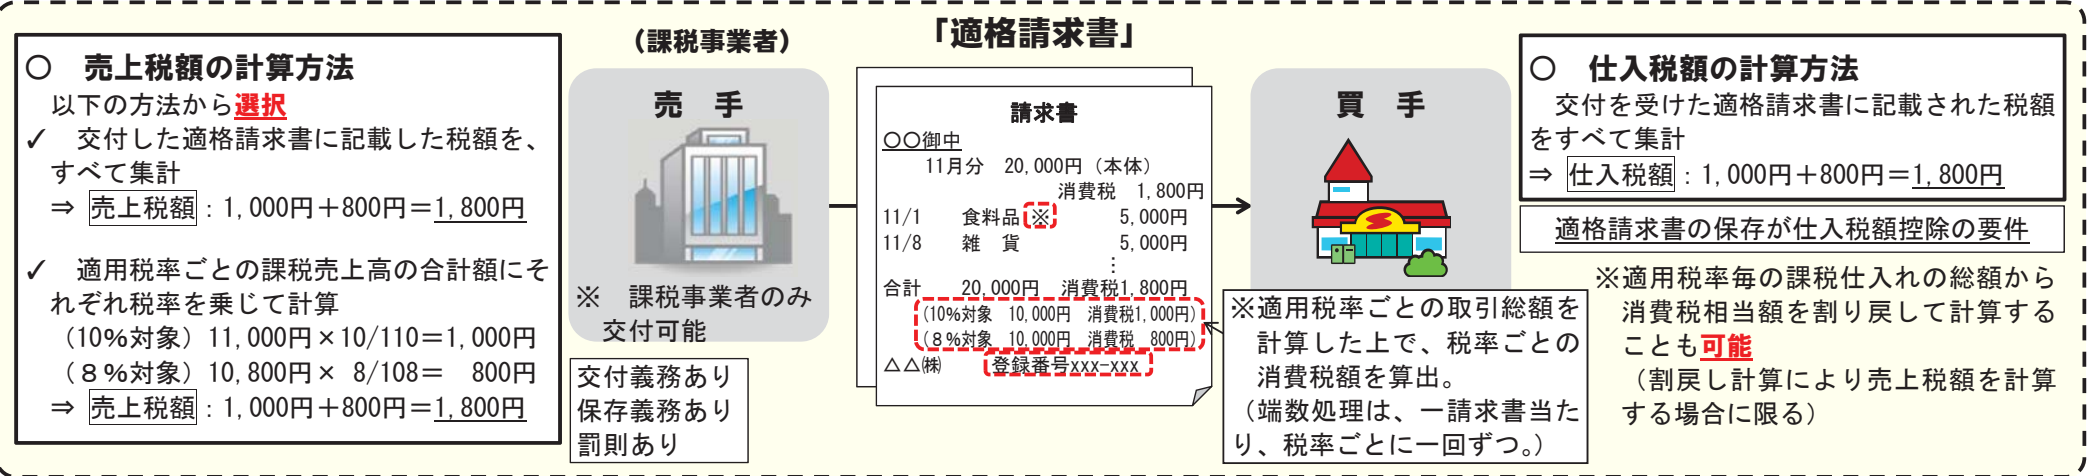 「適格請求書」
○　売上税額の計算方法
以下の方法から選択
✓　交付した適格請求書に記載した税額を、
すべて集計
⇒ 売上税額：1,000円＋800円＝1,800円
✓　適用税率ごとの課税売上高の合計額にそ
れぞれ税率を乗じて計算
（10％対象）11,000円×10/110＝1,000円
（８％対象）10,800円× 8/108＝　800円
⇒ 売上税額：1,000円＋800円＝1,800円
（課税事業者）
売　手
※　課税事業者のみ
交付可能
交付義務あり
保存義務あり
罰則あり
請求書
○○御中
11月分　20,000円（本体）
消費税　1,800円
11/1　食料品※　5,000円
11/8　雑　貨　5,000円
⋮
合計　20,000円　消費税1,800円
（10％対象　10,000円　消費税1,000円）
（８％対象　10,000円　消費税　800円）
△△㈱　登録番号xxx-xxx
買　手
※適用税率ごとの取引総額を
計算した上で、税率ごとの
消費税額を算出。
（端数処理は、一請求書当た
り、税率ごとに一回ずつ。）
○　仕入税額の計算方法
交付を受けた適格請求書に記載された税額
をすべて集計
⇒ 仕入税額：1,000円＋800円＝1,800円
適格請求書の保存が仕入税額控除の要件
※適用税率毎の課税仕入れの総額から
消費税相当額を割り戻して計算する
ことも可能
（割戻し計算により売上税額を計算
する場合に限る）